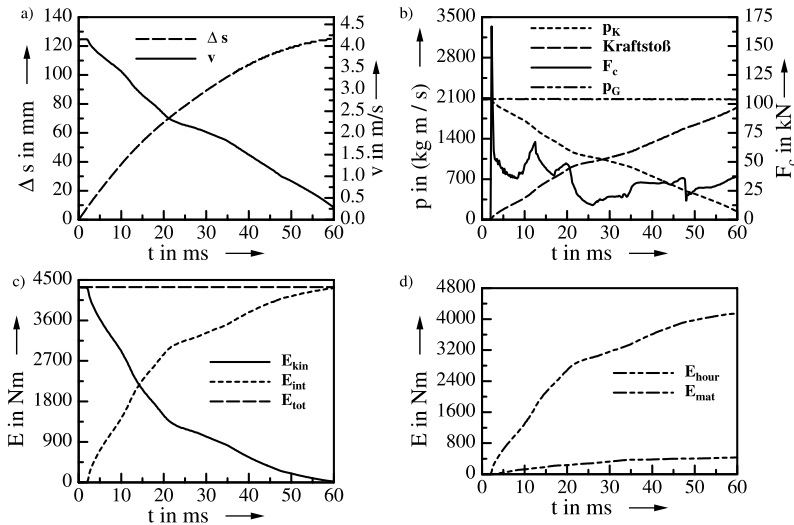 a)
140
120
100
80
60
40
20
0
Δ s in mm
Δ s
v
4.5
4.0
3.5
3.0
2.5
2.0
1.5
1.0
0.5
0.0
v in m/s
0 10 20 30 40 50 60
t in ms
b)
3500
2800
2100
1400
700
0
p in (kg m / s)
p_K
Kraftstoß
F_c
p_G
175
150
125
100
75
50
25
0
F_c in kN
0 10 20 30 40 50 60
t in ms
c)
4500
3600
2700
1800
900
0
E in Nm
E_kin
E_int
E_tot
0 10 20 30 40 50 60
t in ms
d)
4800
4000
3200
2400
1600
800
0
E in Nm
E_hour
E_mat
0 10 20 30 40 50 60
t in ms